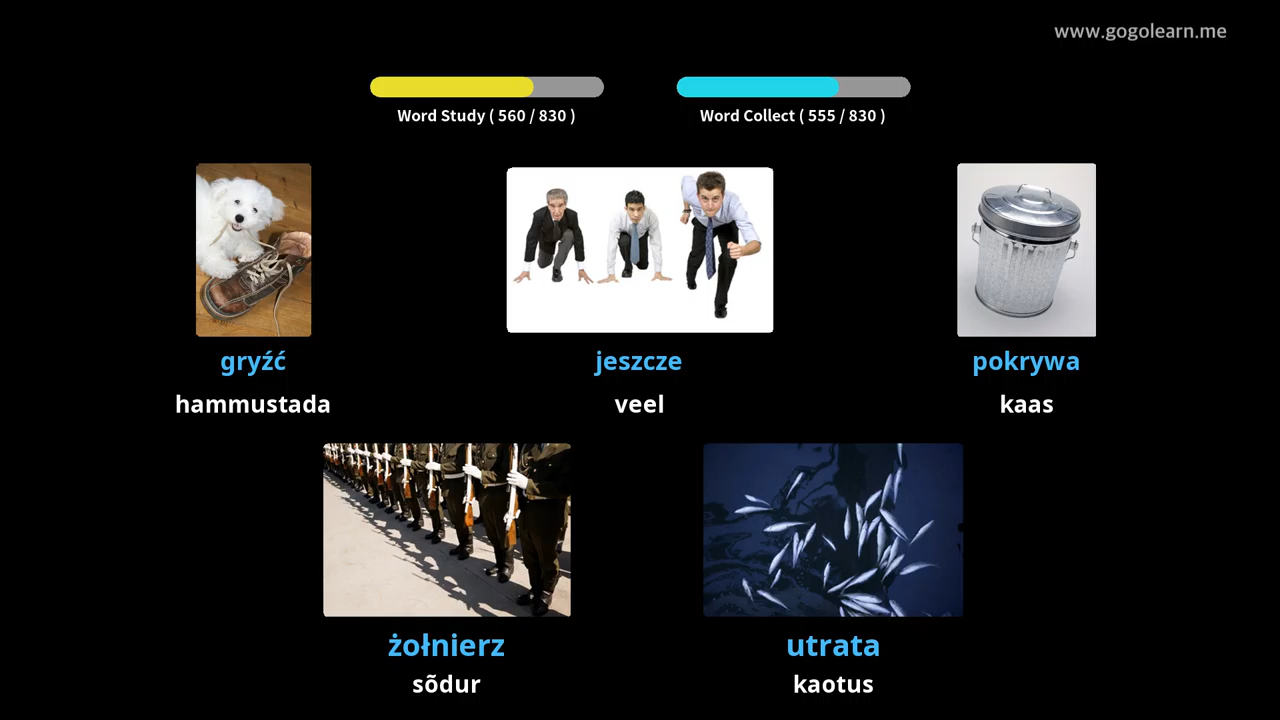 www.gogolearn.me
Word Study ( 560 / 830 )
Word Collect ( 555 / 830 )
gryźć
jeszcze
pokrywa
hammustada
veel
kaas
żołnierz
utrata
sõdur
kaotus